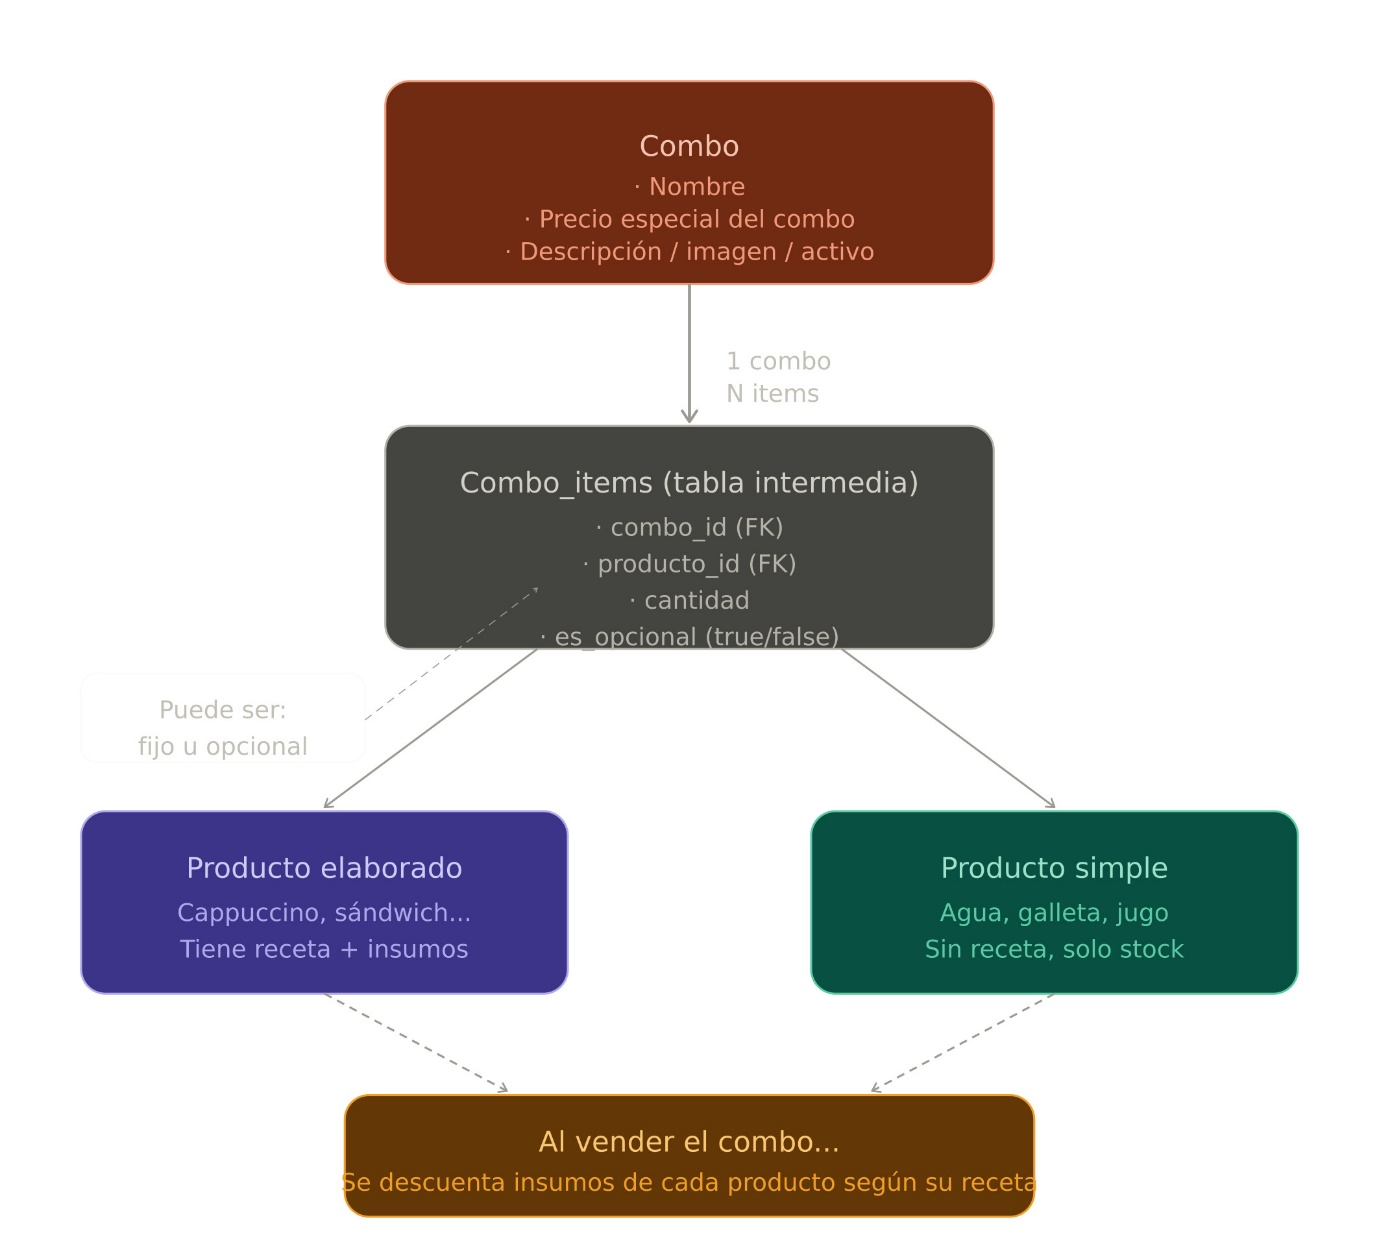 Combo
· Nombre
· Precio especial del combo
· Descripción / imagen / activo
1 combo
N items
Combo_items (tabla intermedia)
· combo_id (FK)
· producto_id (FK)
· cantidad
· es_opcional (true/false)
Puede ser:
fijo u opcional
Producto elaborado
Cappuccino, sándwich...
Tiene receta + insumos
Producto simple
Agua, galleta, jugo
Sin receta, solo stock
Al vender el combo...
Se descuenta insumos de cada producto según su receta